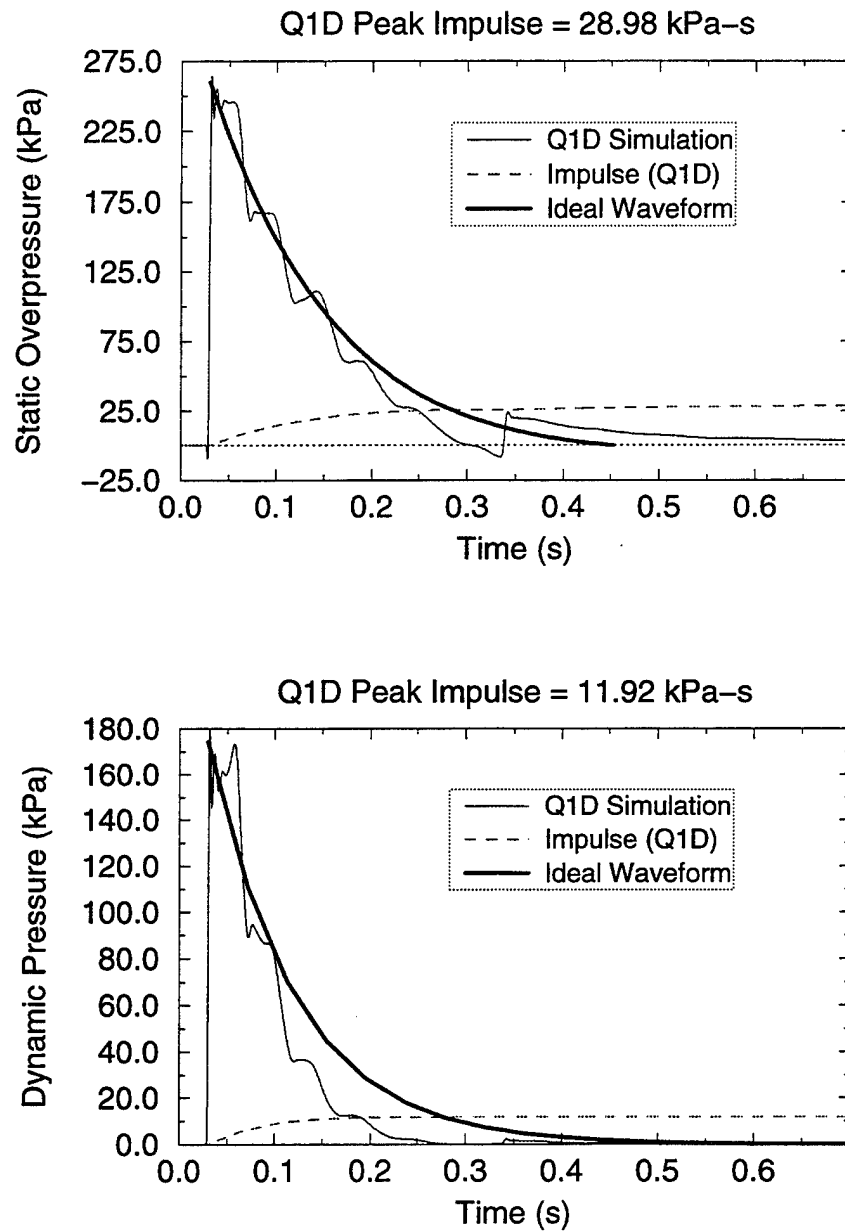 Q1D Peak Impulse = 28.98 kPa–s
Static Overpressure (kPa)
275.0
225.0
175.0
125.0
75.0
25.0
−25.0
Q1D Simulation
Impulse (Q1D)
Ideal Waveform
0.0 0.1 0.2 0.3 0.4 0.5 0.6
Time (s)
Q1D Peak Impulse = 11.92 kPa–s
Dynamic Pressure (kPa)
180.0
160.0
140.0
120.0
100.0
80.0
60.0
40.0
20.0
0.0
Q1D Simulation
Impulse (Q1D)
Ideal Waveform
0.0 0.1 0.2 0.3 0.4 0.5 0.6
Time (s)